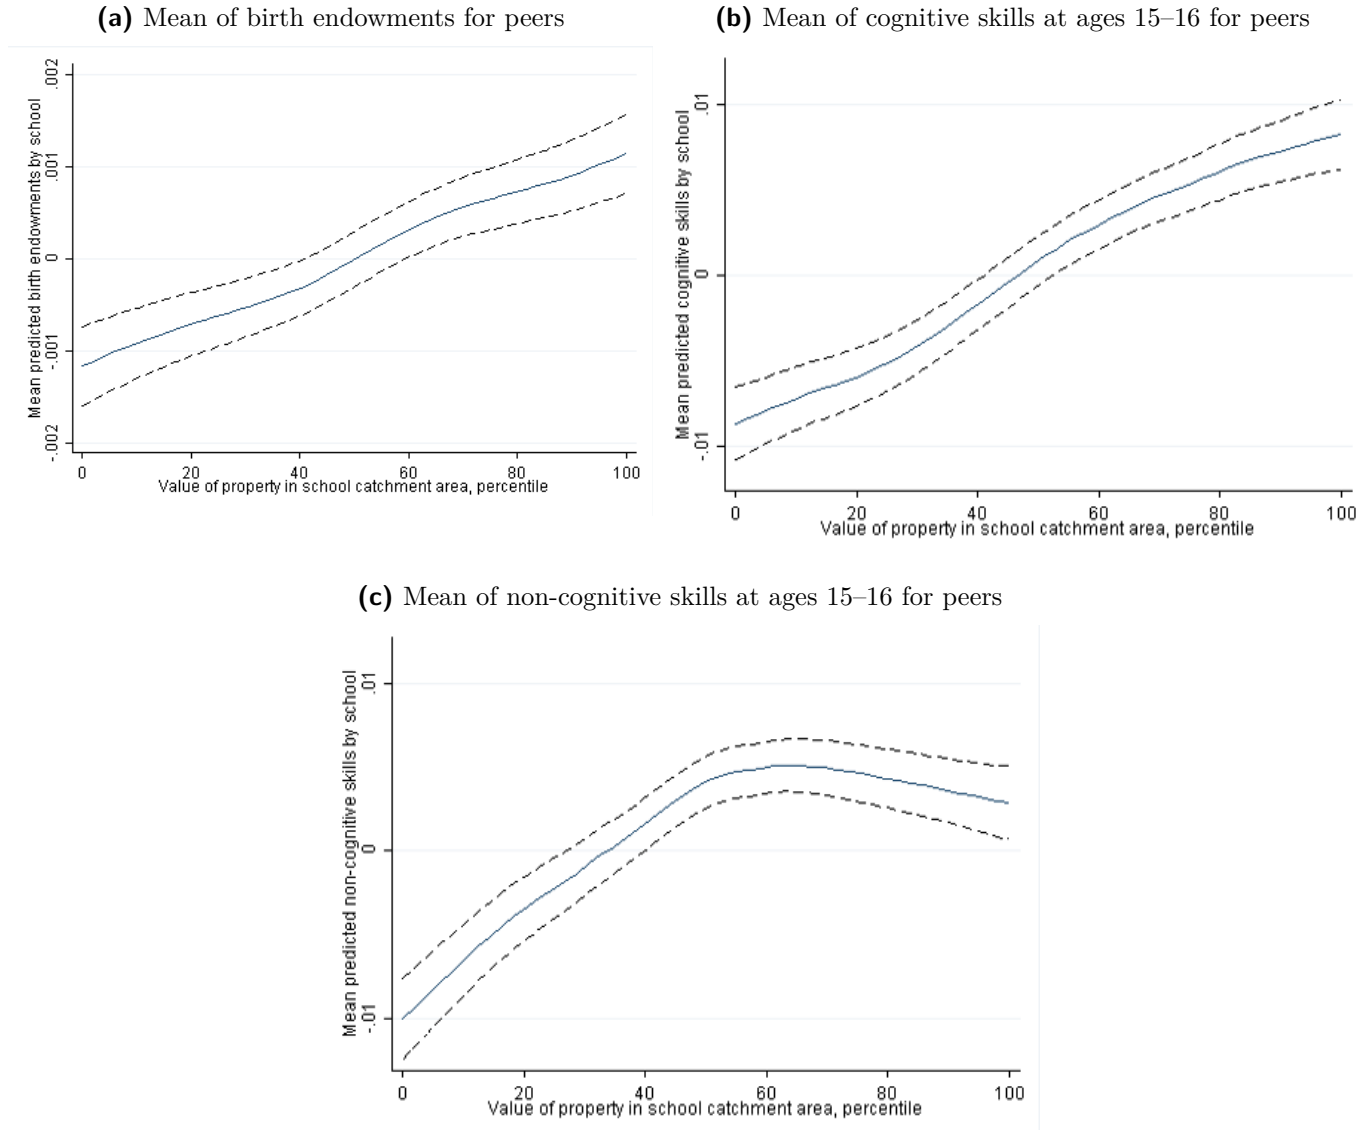 (a) Mean of birth endowments for peers
Mean predicted birth endowments by school
.002
.001
0
-.001
-.002
0 20 40 60 80 100
Value of property in school catchment area, percentile
(b) Mean of cognitive skills at ages 15–16 for peers
Mean predicted cognitive skills by school
.01
0
-.01
0 20 40 60 80 100
Value of property in school catchment area, percentile
(c) Mean of non-cognitive skills at ages 15–16 for peers
Mean predicted non-cognitive skills by school
.01
0
-.01
0 20 40 60 80 100
Value of property in school catchment area, percentile